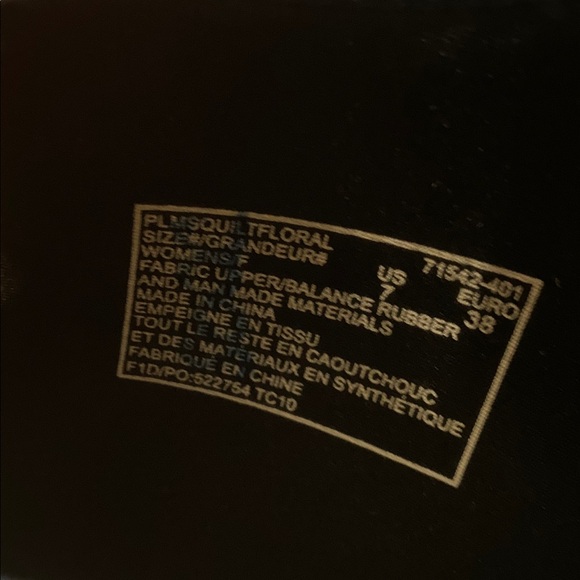 PLMSQUILTFLORAL 71542-401
SIZE#/GRANDEUR# US EURO
WOMENS/F 7 38
FABRIC UPPER/BALANCE RUBBER
AND MAN MADE MATERIALS
MADE IN CHINA
EMPEIGNE EN TISSU
TOUT LE RESTE EN CAOUTCHOUC
ET DES MATERIAUX EN SYNTHÉTIQUE
FABRIQUÉ EN CHINE
F1D/PO:522754 TC10